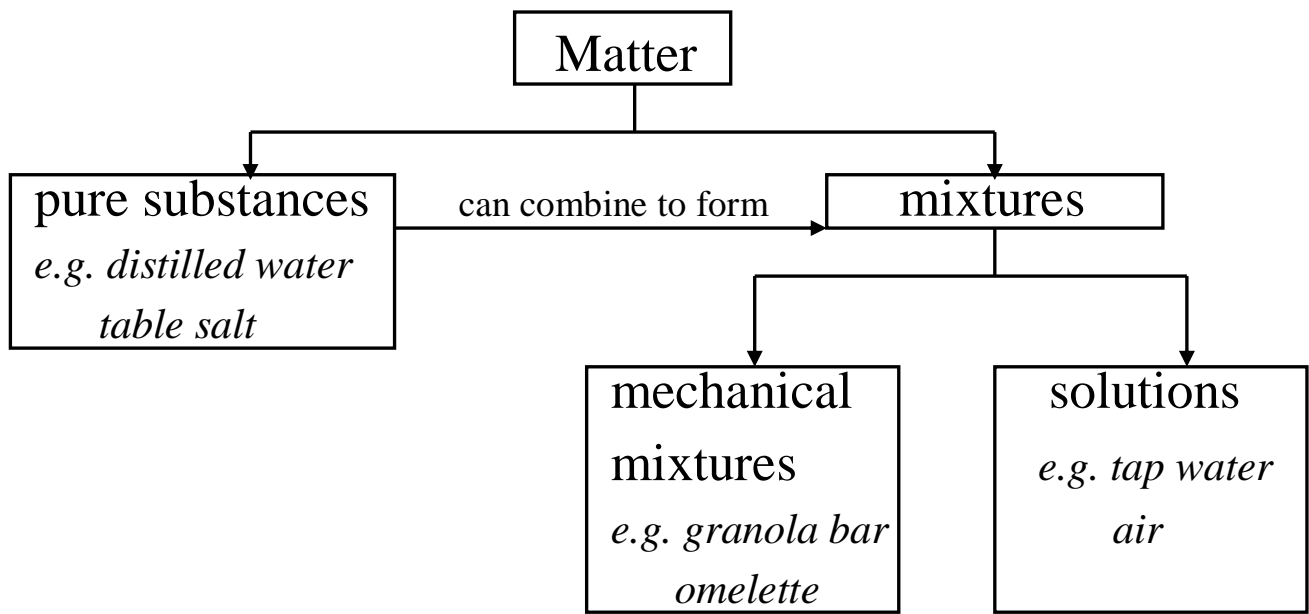 Matter
pure substances
e.g. distilled water
table salt
can combine to form
mixtures
mechanical
mixtures
e.g. granola bar
omelette
solutions
e.g. tap water
air